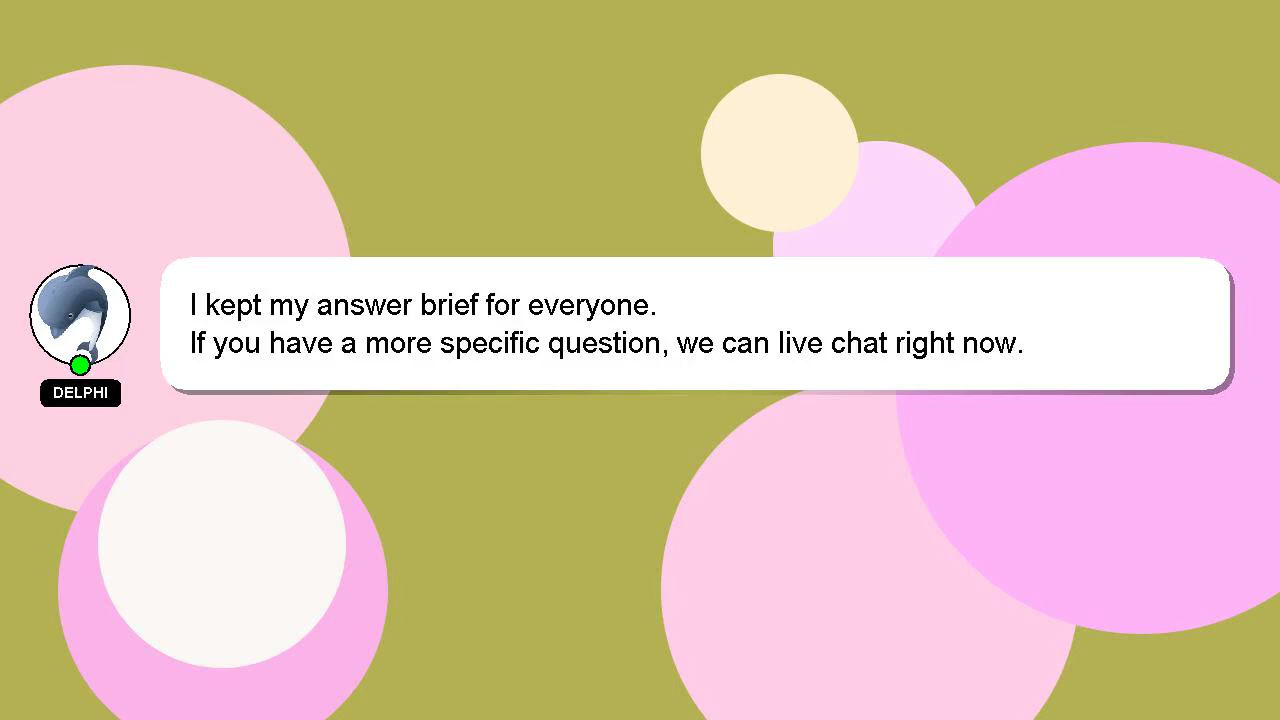 I kept my answer brief for everyone.
If you have a more specific question, we can live chat right now.
DELPHI